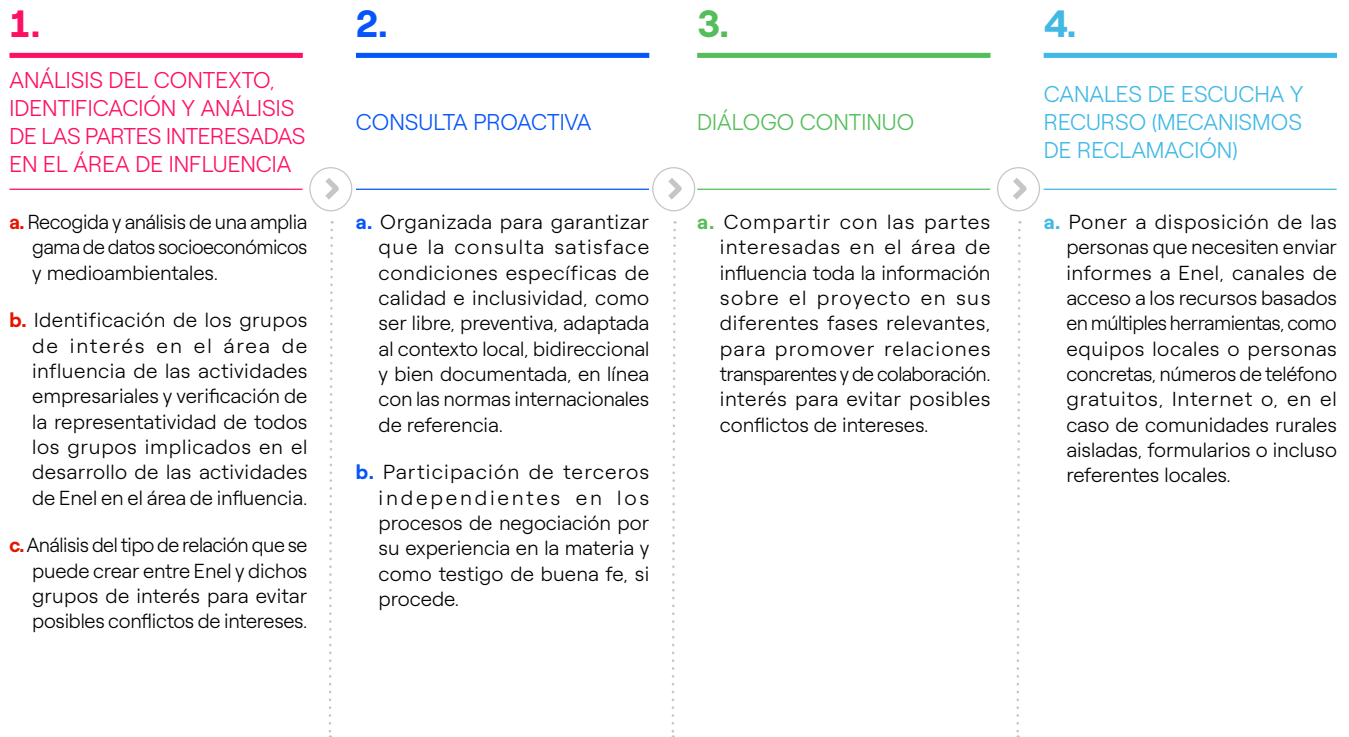 1.
ANÁLISIS DEL CONTEXTO,
IDENTIFICACIÓN Y ANÁLISIS
DE LAS PARTES INTERESADAS
EN EL ÁREA DE INFLUENCIA
a. Recogida y análisis de una amplia
gama de datos socioeconómicos
y medioambientales.
b. Identificación de los grupos
de interés en el área de
influencia de las actividades
empresariales y verificación de
la representatividad de todos
los grupos implicados en el
desarrollo de las actividades
de Enel en el área de influencia.
c. Análisis del tipo de relación que se
puede crear entre Enel y dichos
grupos de interés para evitar
posibles conflictos de intereses.
2.
CONSULTA PROACTIVA
a. Organizada para garantizar
que la consulta satisface
condiciones específicas de
calidad e inclusividad, como
ser libre, preventiva, adaptada
al contexto local, bidireccional
y bien documentada, en línea
con las normas internacionales
de referencia.
b. Participación de terceros
independientes en los
procesos de negociación por
su experiencia en la materia y
como testigo de buena fe, si
procede.
3.
DIÁLOGO CONTINUO
a. Compartir con las partes
interesadas en el área de
influencia toda la información
sobre el proyecto en sus
diferentes fases relevantes,
para promover relaciones
transparentes y de colaboración.
interés para evitar posibles
conflictos de intereses.
4.
CANALES DE ESCUCHA Y
RECURSO (MECANISMOS
DE RECLAMACIÓN)
a. Poner a disposición de las
personas que necesiten enviar
informes a Enel, canales de
acceso a los recursos basados
en múltiples herramientas, como
equipos locales o personas
concretas, números de teléfono
gratuitos, Internet o, en el
caso de comunidades rurales
aisladas, formularios o incluso
referentes locales.